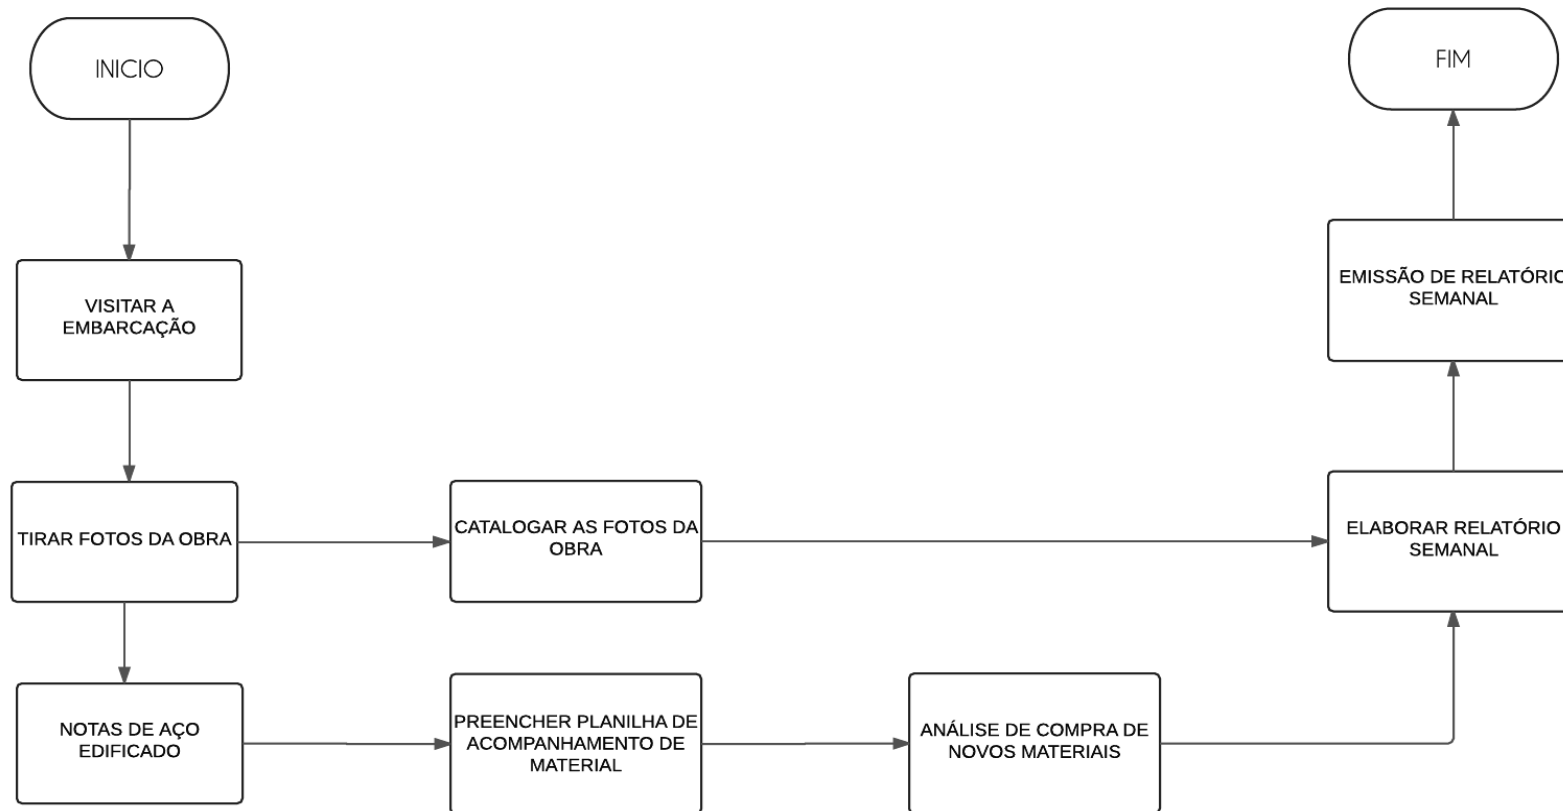 INICIO
FIM
VISITAR A
EMBARCAÇÃO
EMISSÃO DE RELATÓRIO
SEMANAL
TIRAR FOTOS DA OBRA
CATALOGAR AS FOTOS DA
OBRA
ELABORAR RELATÓRIO
SEMANAL
NOTAS DE AÇO
EDIFICADO
PREENCHER PLANILHA DE
ACOMPANHAMENTO DE
MATERIAL
ANÁLISE DE COMPRA DE
NOVOS MATERIAIS